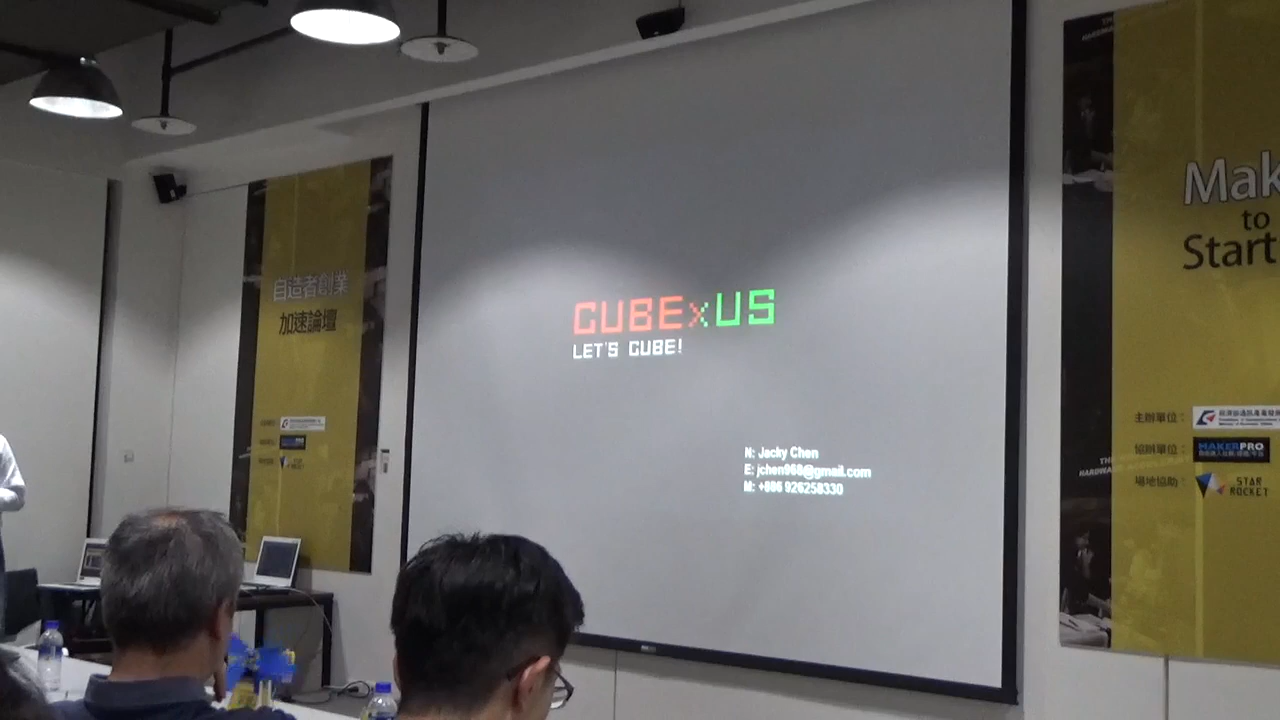 自造者創業
加速論壇
CUBExUS
LET'S CUBE!
N: Jacky Chen
E: jchen968@gmail.com
M: +886 926258330
Mak
to
Start
主辦單位:
協辦單位:
MAKERPRO
場地協助:
STAR
ROCKET